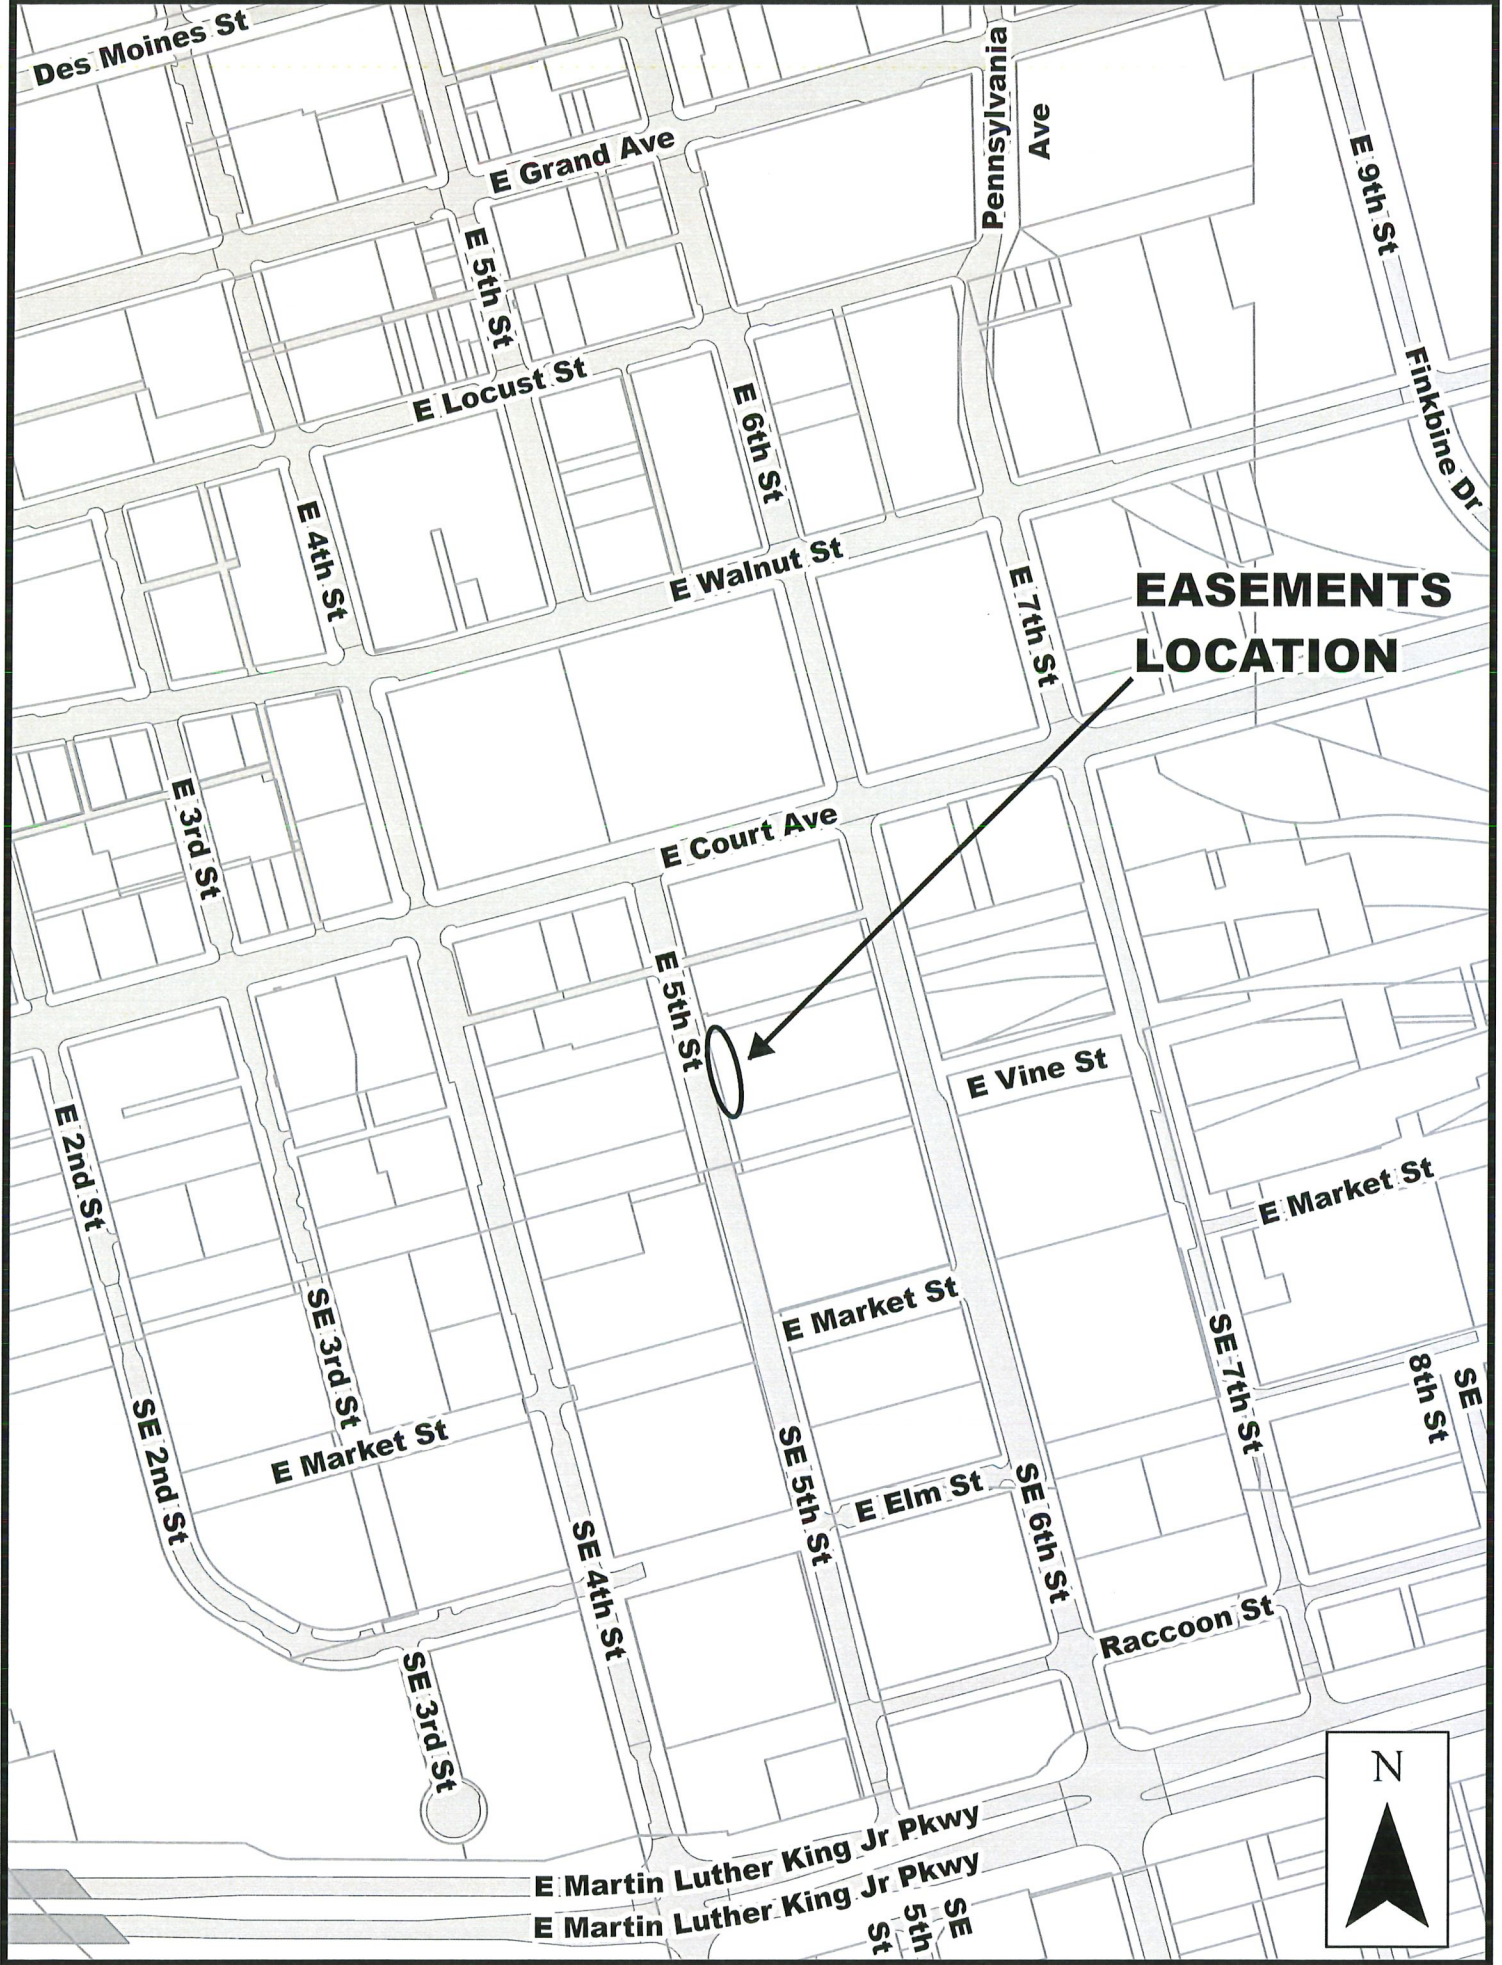 Des Moines St
Pennsylvania
Ave
E Grand Ave
E 9th St
E 5th St
Finkbine Dr
E Locust St
E 6th St
E 4th St
E Walnut St
E 7th St
EASEMENTS
LOCATION
E 3rd St
E Court Ave
E 5th St
E Vine St
E 2nd St
E Market St
E Market St
SE 3rd St
SE 7th St
SE
8th St
SE 2nd St
E Market St
SE 5th St
E Elm St
SE 6th St
SE 4th St
Raccoon St
SE 3rd St
N
E Martin Luther King Jr Pkwy
E Martin Luther King Jr Pkwy
SE
5th
St